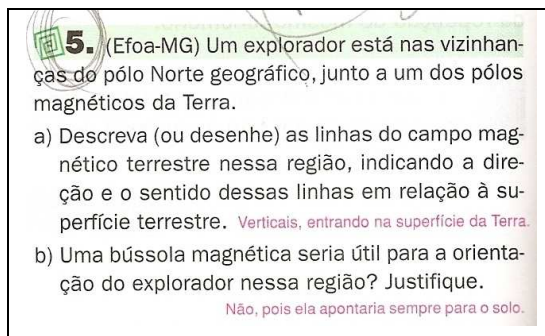 5. (Efoa-MG) Um explorador está nas vizinhan-
ças do pólo Norte geográfico, junto a um dos pólos
magnéticos da Terra.
a) Descreva (ou desenhe) as linhas do campo mag-
nético terrestre nessa região, indicando a dire-
ção e o sentido dessas linhas em relação à su-
perfície terrestre. Verticais, entrando na superfície da Terra.
b) Uma bússola magnética seria útil para a orienta-
ção do explorador nessa região? Justifique.
Não, pois ela apontaria sempre para o solo.